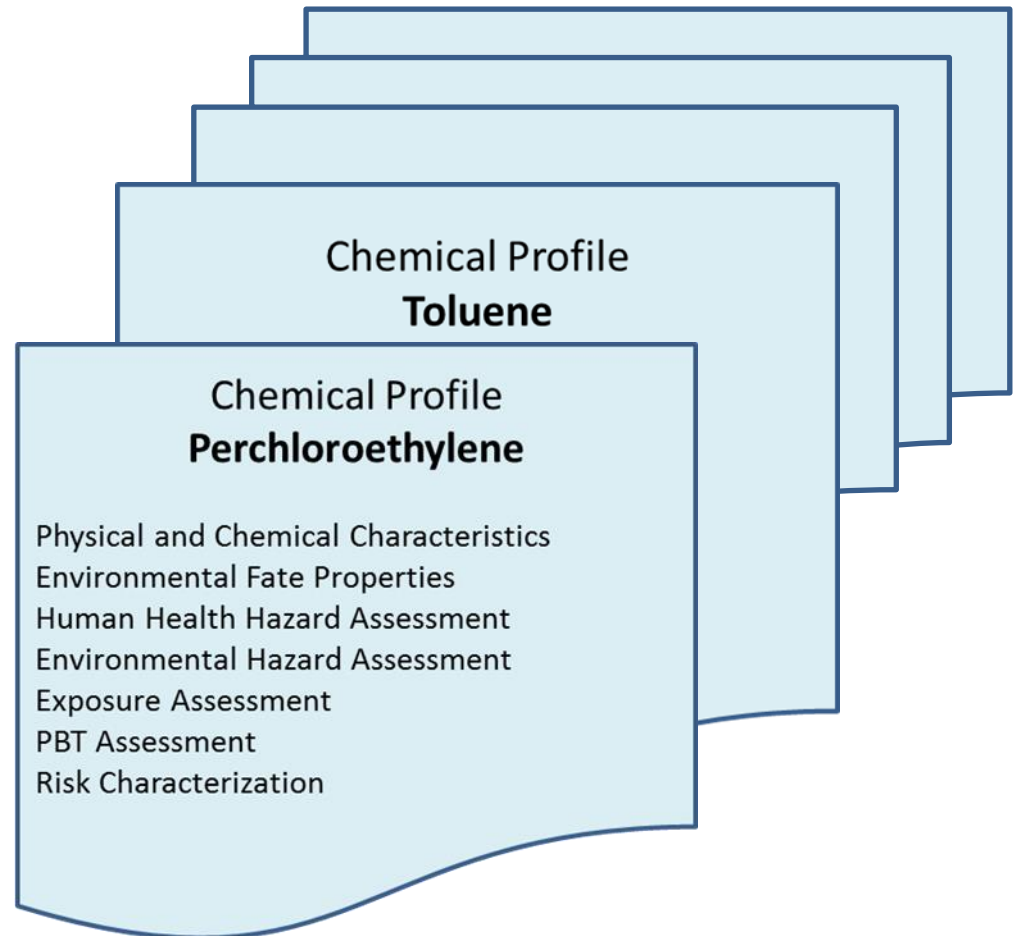 Chemical Profile
Toluene
Chemical Profile
Perchloroethylene
Physical and Chemical Characteristics
Environmental Fate Properties
Human Health Hazard Assessment
Environmental Hazard Assessment
Exposure Assessment
PBT Assessment
Risk Characterization